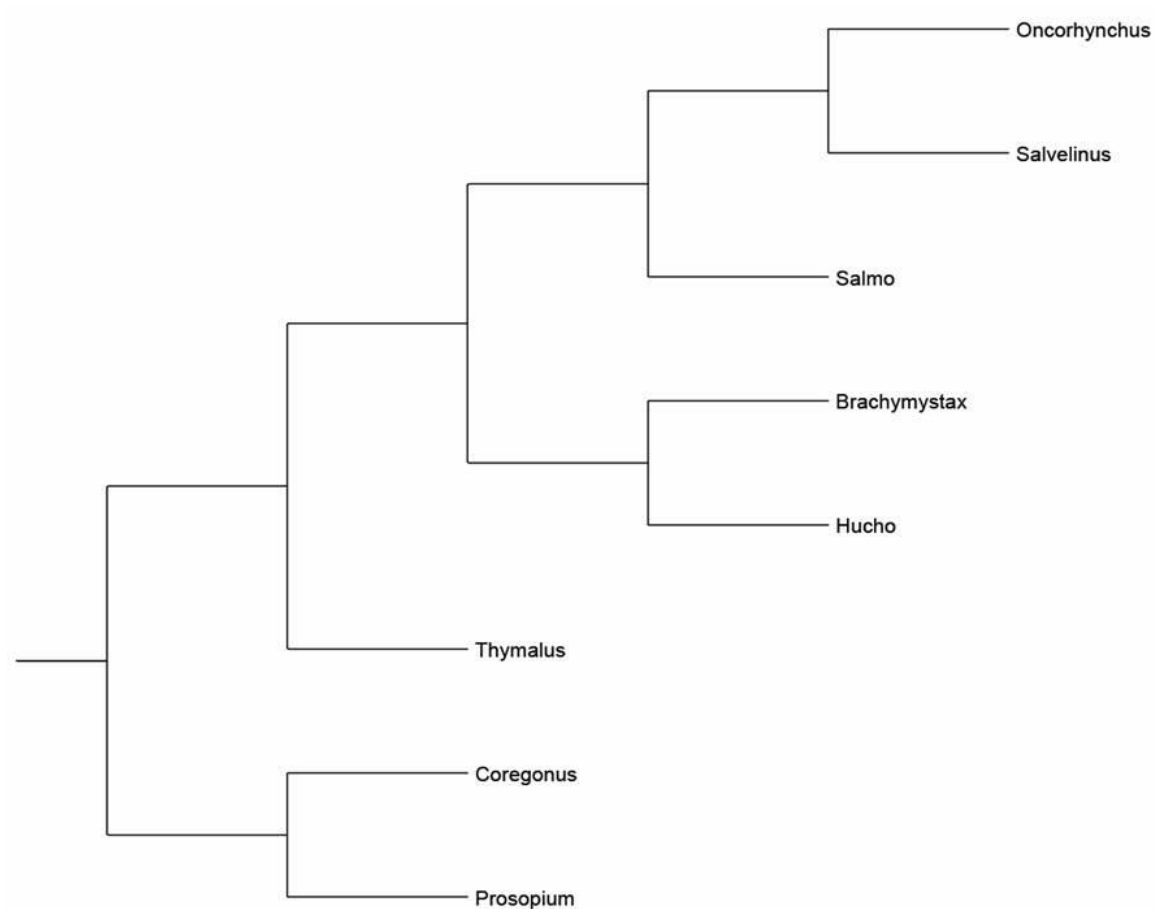 Oncorhynchus
Salvelinus
Salmo
Brachymystax
Hucho
Thymalus
Coregonus
Prosopium